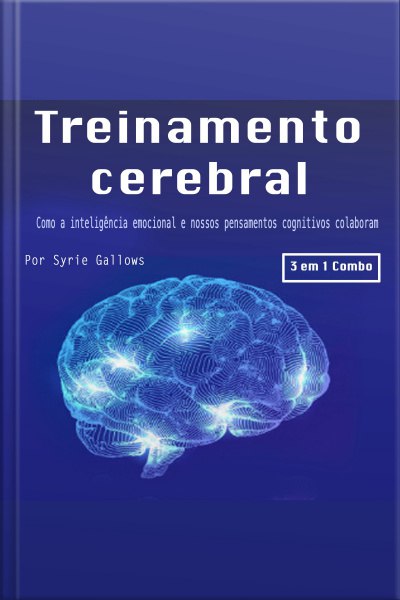 Treinamento
cerebral
Como a inteligência emocional e nossos pensamentos cognitivos colaboram
Por Syrie Gallows
3 em 1 Combo